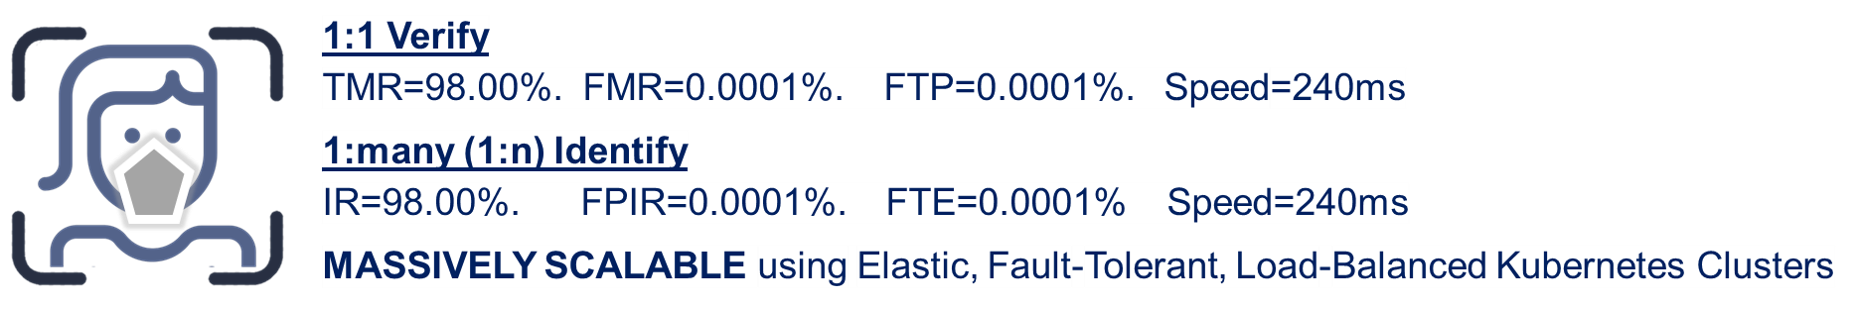 1:1 Verify
TMR=98.00%. FMR=0.0001%. FTP=0.0001%. Speed=240ms
1:many (1:n) Identify
IR=98.00%. FPIR=0.0001%. FTE=0.0001% Speed=240ms
MASSIVELY SCALABLE using Elastic, Fault-Tolerant, Load-Balanced Kubernetes Clusters